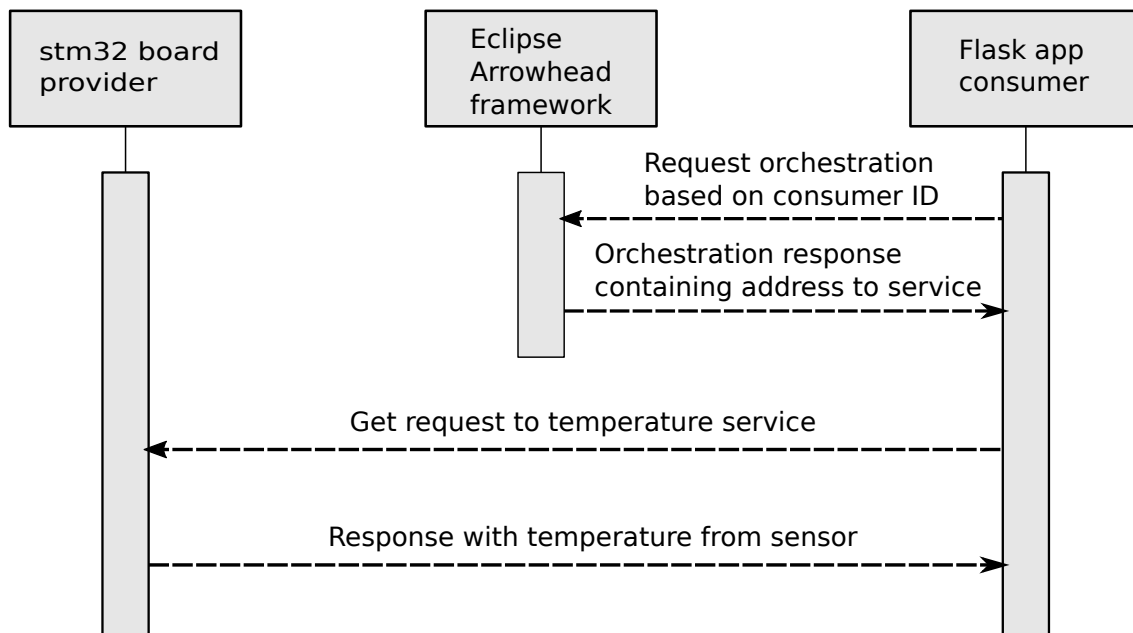 stm32 board
provider
Eclipse
Arrowhead
framework
Flask app
consumer
Request orchestration
based on consumer ID
Orchestration response
containing address to service
Get request to temperature service
Response with temperature from sensor